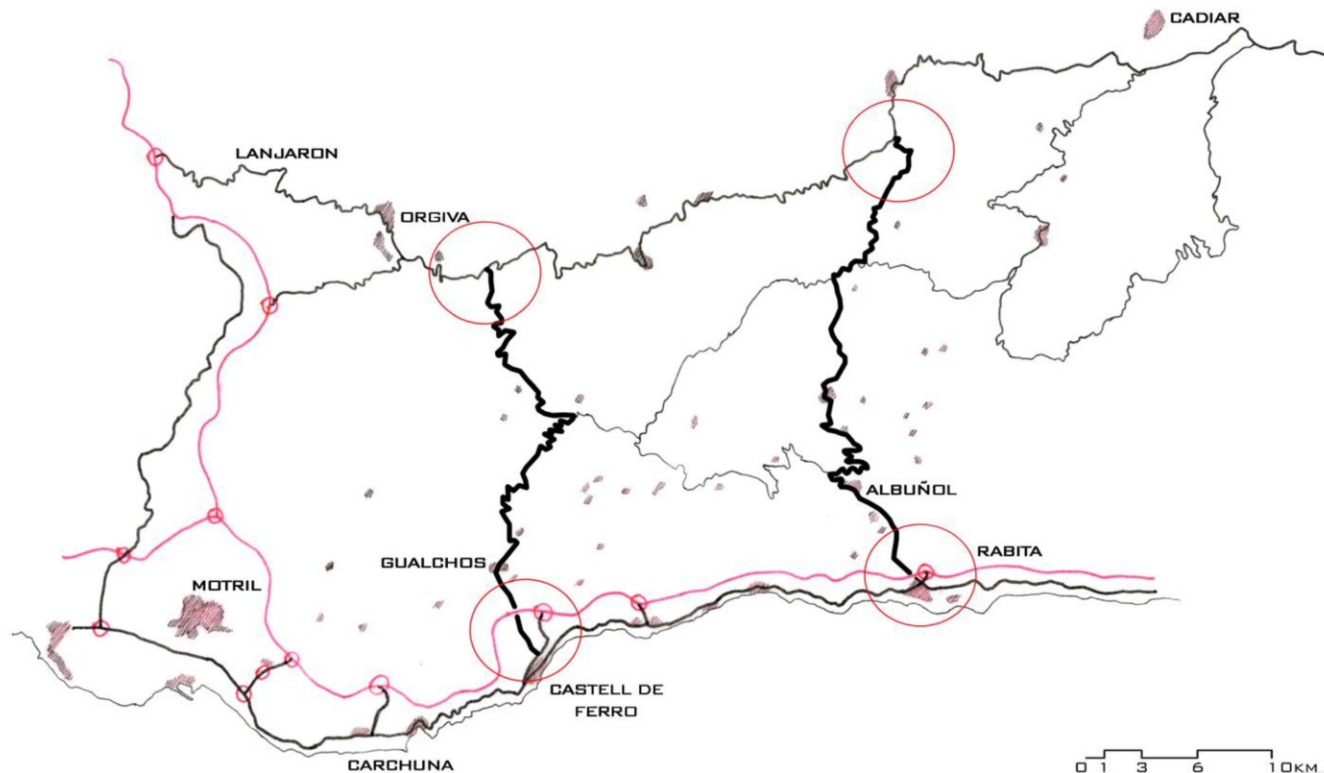 CADIAR
LANJARON
ORGIVA
ALBUÑOL
GUALCHOS
RABITA
MOTRIL
CASTELL DE
FERRO
CARCHUNA
0 1 3 6 10KM